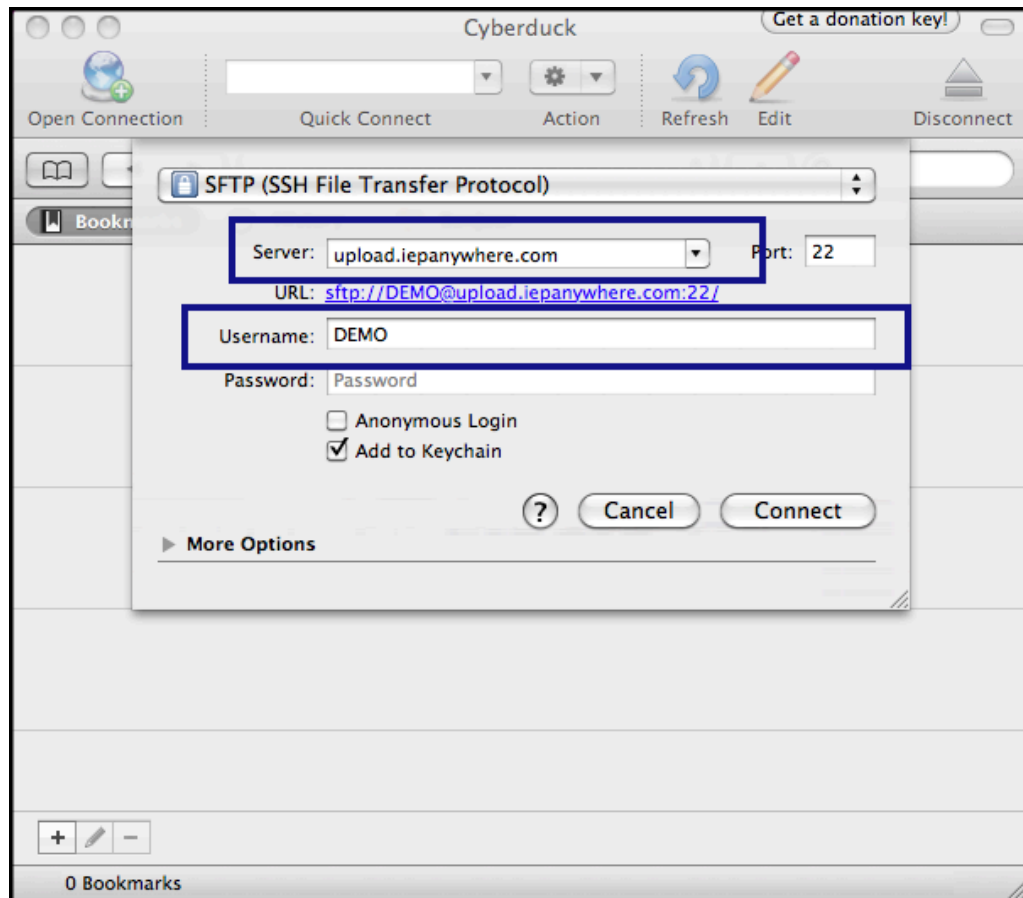 Cyberduck
Get a donation key!
Open Connection
Quick Connect
Action
Refresh
Edit
Disconnect
SFTP (SSH File Transfer Protocol)
Server: upload.iepanywhere.com
Port: 22
URL: sftp://DEMO@upload.iepanywhere.com:22/
Username: DEMO
Password: Password
Anonymous Login
Add to Keychain
? Cancel Connect
More Options
0 Bookmarks